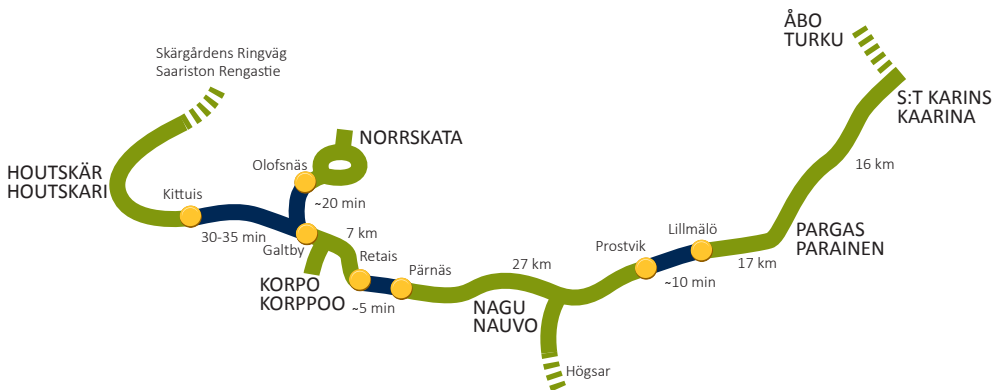 ÅBO
TURKU
Skärgårdens Ringväg
Saariston Rengastie
S:T KARINS
KAARINA
NORRSKATA
Olofsnäs
HOUTSKÄR
HOUTSKARI
Kittuis
~20 min
16 km
30-35 min
Galtby
7 km
Retais
Pärnäs
KORPO
KORPPOO
~5 min
27 km
NAGU
NAUVO
Högsar
Prostvik
Lillmälö
~10 min
17 km
PARGAS
PARAINEN